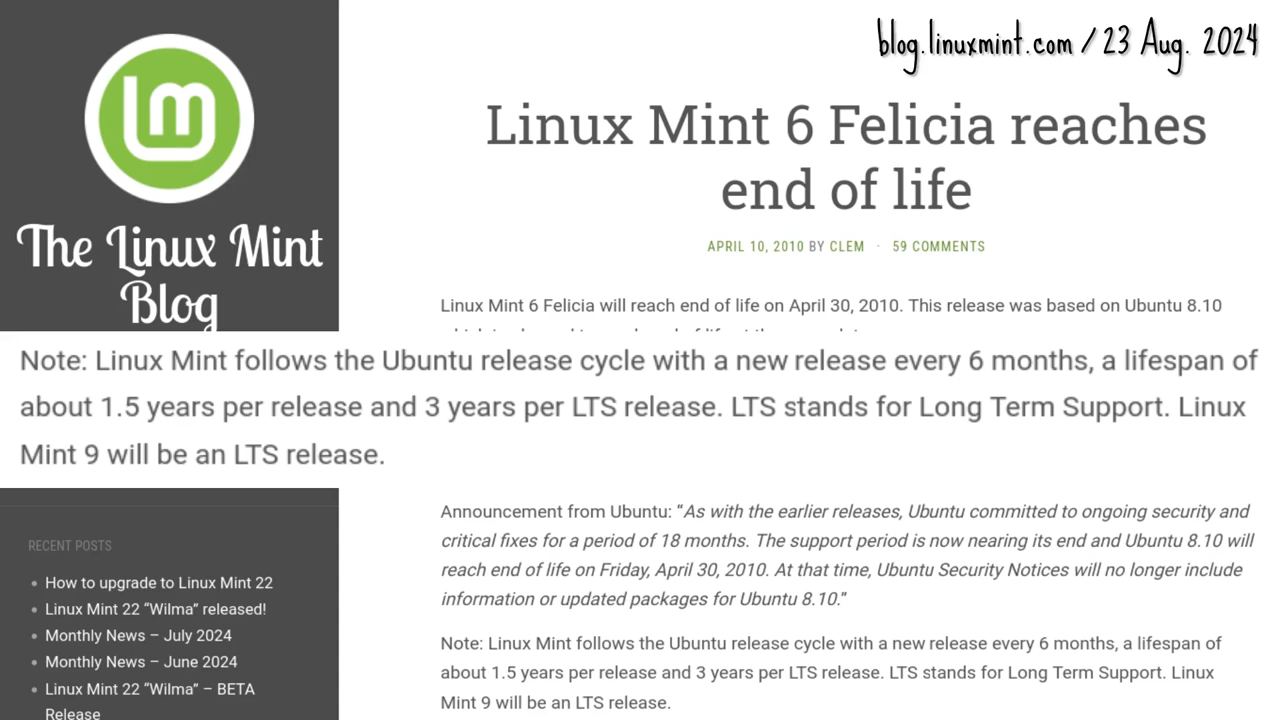 blog.linuxmint.com / 23 Aug. 2024
lm
The Linux Mint
Blog
Linux Mint 6 Felicia reaches
end of life
APRIL 10, 2010 BY CLEM · 59 COMMENTS
Linux Mint 6 Felicia will reach end of life on April 30, 2010. This release was based on Ubuntu 8.10
Note: Linux Mint follows the Ubuntu release cycle with a new release every 6 months, a lifespan of
about 1.5 years per release and 3 years per LTS release. LTS stands for Long Term Support. Linux
Mint 9 will be an LTS release.
RECENT POSTS
How to upgrade to Linux Mint 22
Linux Mint 22 “Wilma” released!
Monthly News – July 2024
Monthly News – June 2024
Linux Mint 22 “Wilma” – BETA
Release
Announcement from Ubuntu: “As with the earlier releases, Ubuntu committed to ongoing security and
critical fixes for a period of 18 months. The support period is now nearing its end and Ubuntu 8.10 will
reach end of life on Friday, April 30, 2010. At that time, Ubuntu Security Notices will no longer include
information or updated packages for Ubuntu 8.10.”
Note: Linux Mint follows the Ubuntu release cycle with a new release every 6 months, a lifespan of
about 1.5 years per release and 3 years per LTS release. LTS stands for Long Term Support. Linux
Mint 9 will be an LTS release.